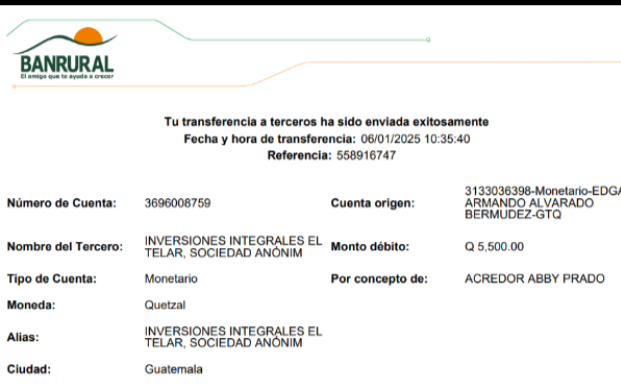 BANRURAL
El amigo que te ayuda a crecer
Tu transferencia a terceros ha sido enviada exitosamente
Fecha y hora de transferencia: 06/01/2025 10:35:40
Referencia: 558916747
Número de Cuenta: 3696008759
Cuenta origen: 3133036398-Monetario-EDGA
ARMANDO ALVARADO
BERMUDEZ-GTQ
Nombre del Tercero: INVERSIONES INTEGRALES EL
TELAR, SOCIEDAD ANÓNIM
Monto débito: Q 5,500.00
Tipo de Cuenta: Monetario
Por concepto de: ACREDOR ABBY PRADO
Moneda: Quetzal
Alias: INVERSIONES INTEGRALES EL
TELAR, SOCIEDAD ANÓNIM
Ciudad: Guatemala